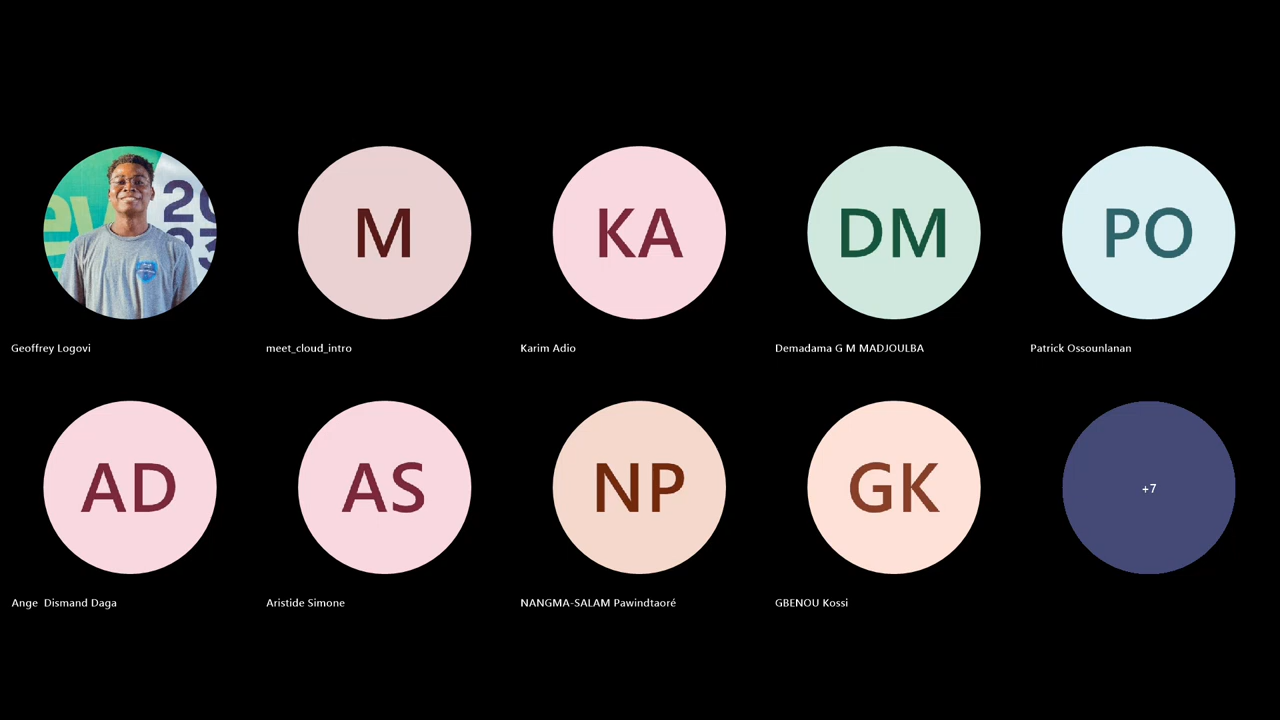 20
M
KA
DM
PO
Geoffrey Logovi
meet_cloud_intro
Karim Adio
Demadama G M MADJOULBA
Patrick Ossounlanan
AD
AS
NP
GK
+7
Ange  Dismand Daga
Aristide Simone
NANGMA-SALAM Pawindtaoré
GBENOU Kossi